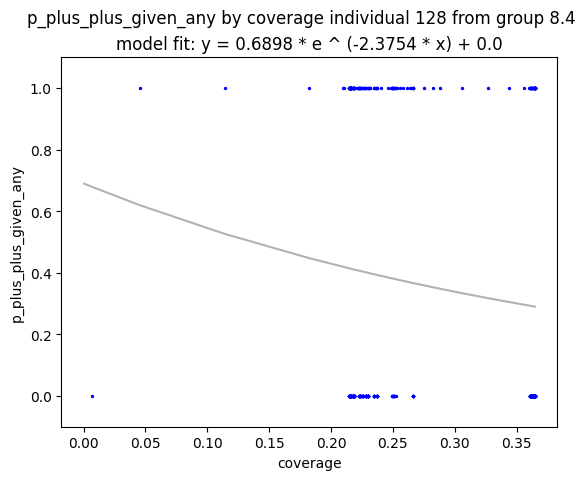 p_plus_plus_given_any by coverage individual 128 from group 8.4
model fit: y = 0.6898 * e ^ (-2.3754 * x) + 0.0
p_plus_plus_given_any
1.0
0.8
0.6
0.4
0.2
0.0
0.00 0.05 0.10 0.15 0.20 0.25 0.30 0.35
coverage